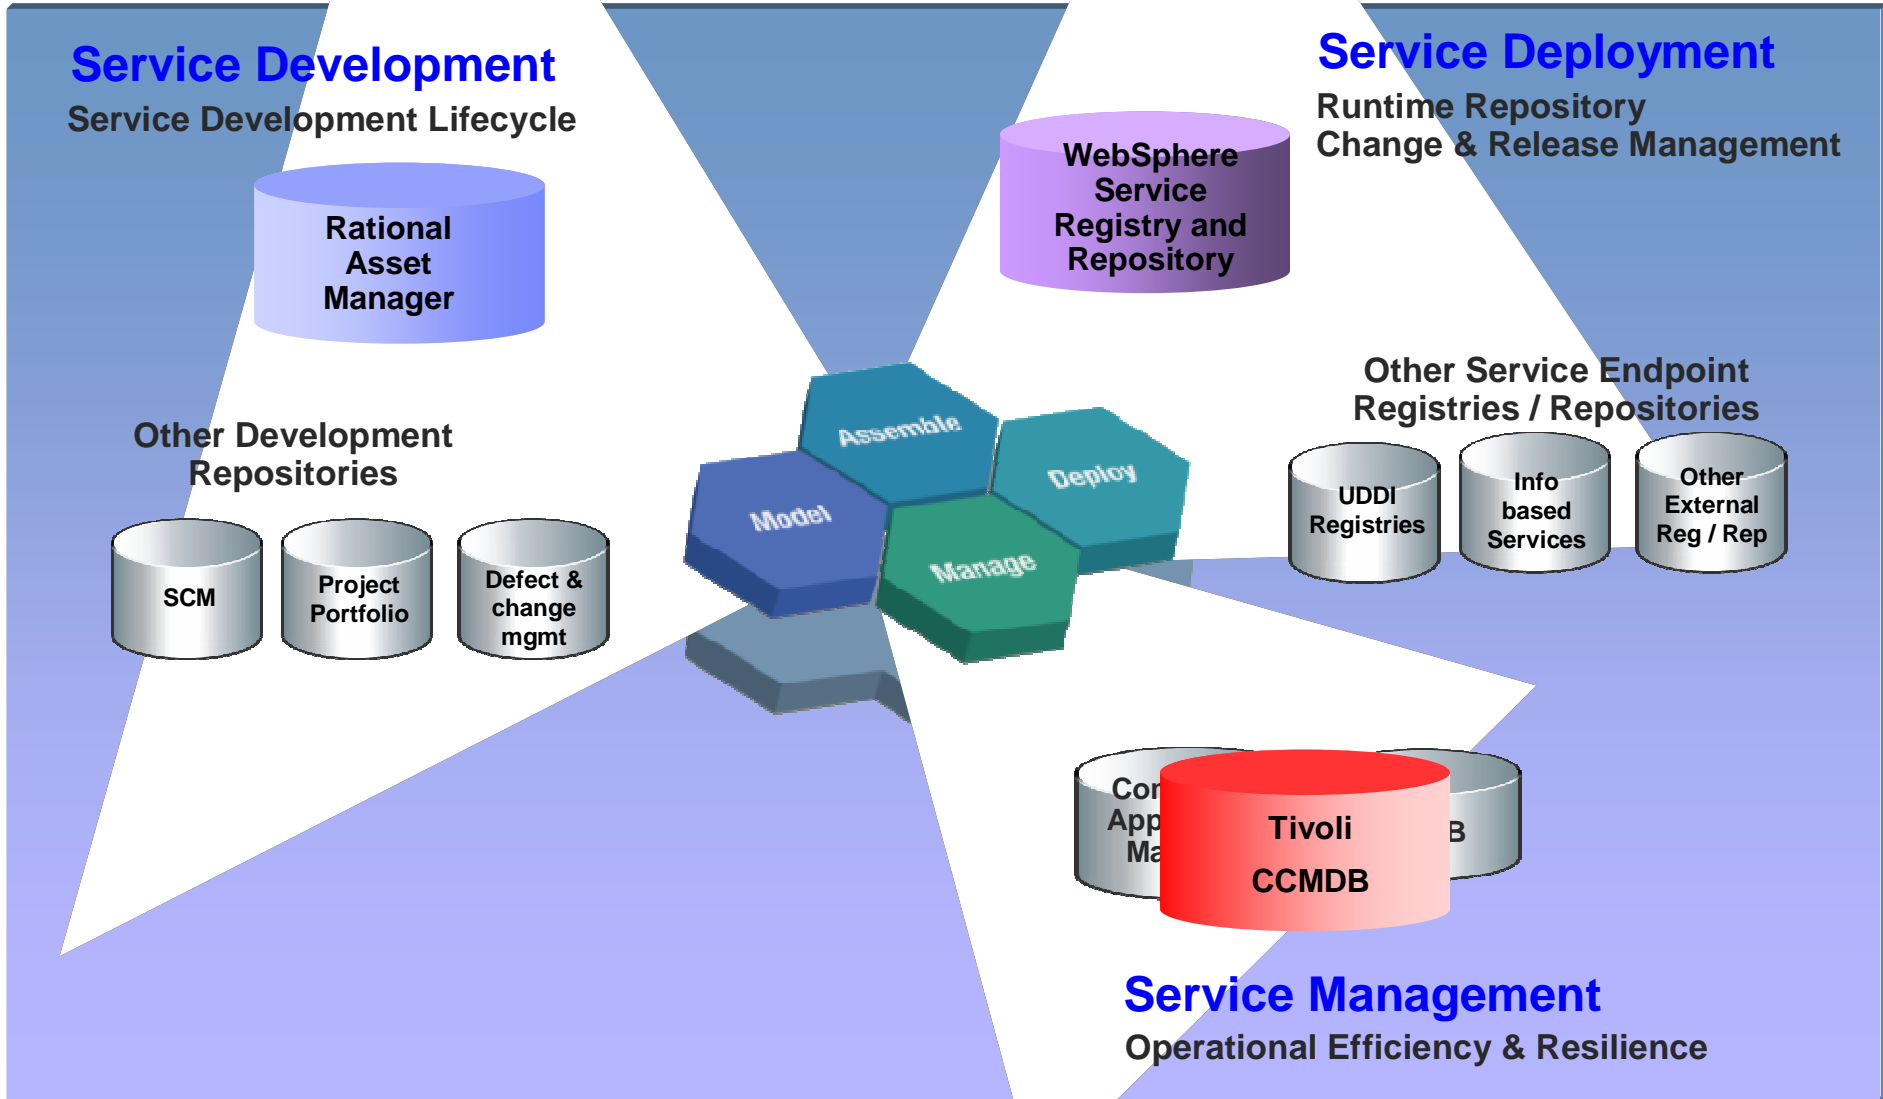 Service Development
Service Development Lifecycle
Rational
Asset
Manager
Other Development
Repositories
SCM
Project
Portfolio
Defect &
change
mgmt
Service Deployment
Runtime Repository
Change & Release Management
WebSphere
Service
Registry and
Repository
Other Service Endpoint
Registries / Repositories
UDDI
Registries
Info
based
Services
Other
External
Reg / Rep
Assemble
Deploy
Model
Manage
Tivoli
CCMDB
Service Management
Operational Efficiency & Resilience